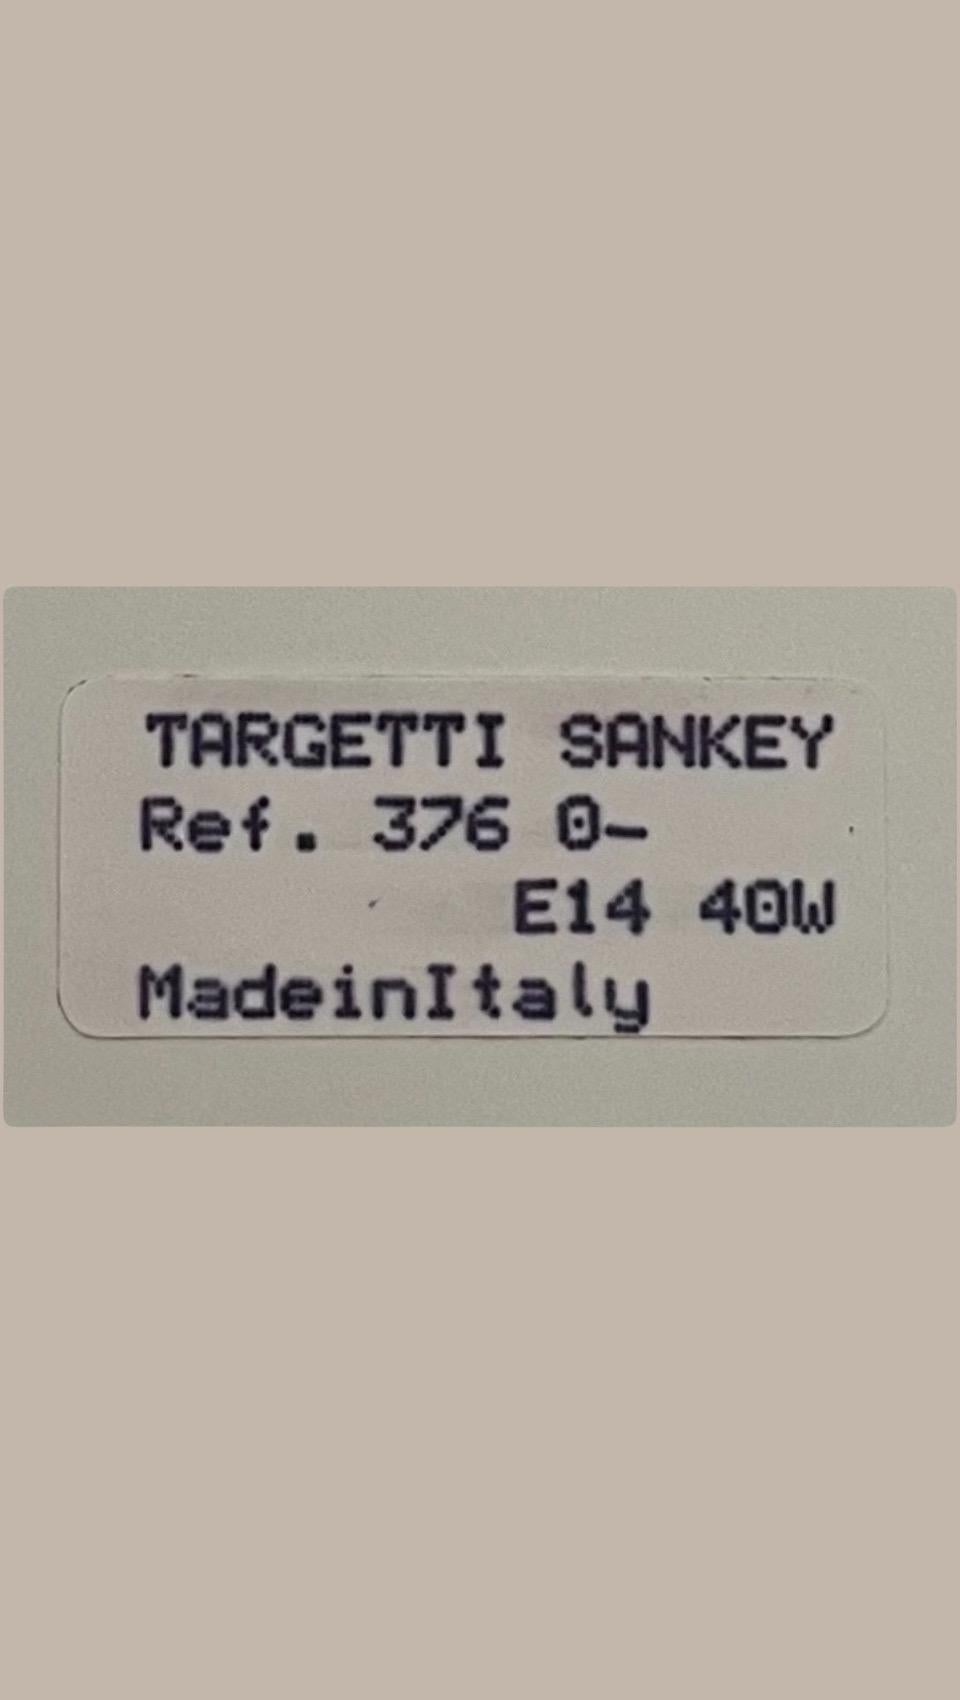 TARGETTI SANKEY
Ref. 376 0-
E14 40W
MadeinItaly